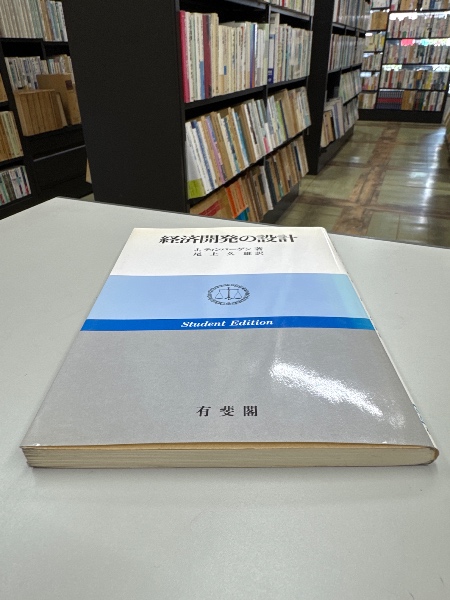 経済開発の設計
J. ティンバーゲン 著
尾上久雄 訳
Student Edition
有斐閣